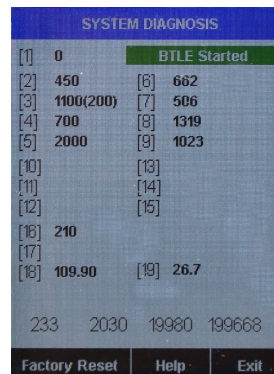 SYSTEM DIAGNOSIS
[1] 0 BTLE Started
[2] 450 [6] 662
[3] 1100(200) [7] 506
[4] 700 [8] 1319
[5] 2000 [9] 1023
[10] [13]
[11] [14]
[12] [15]
[16] 210
[17]
[18] 109.90 [19] 26.7
233 2030 19980 199668
Factory Reset Help Exit